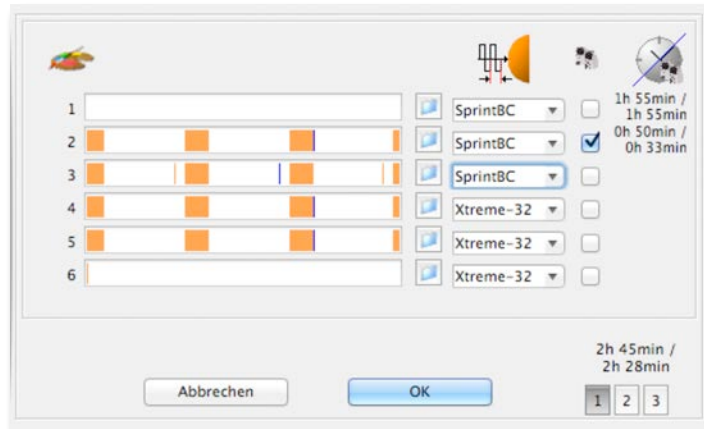 1 SprintBC 1h 55min /
1h 55min
2 SprintBC 0h 50min /
0h 33min
3 SprintBC
4 Xtreme-32
5 Xtreme-32
6 Xtreme-32
2h 45min /
2h 28min
Abbrechen OK 1 2 3